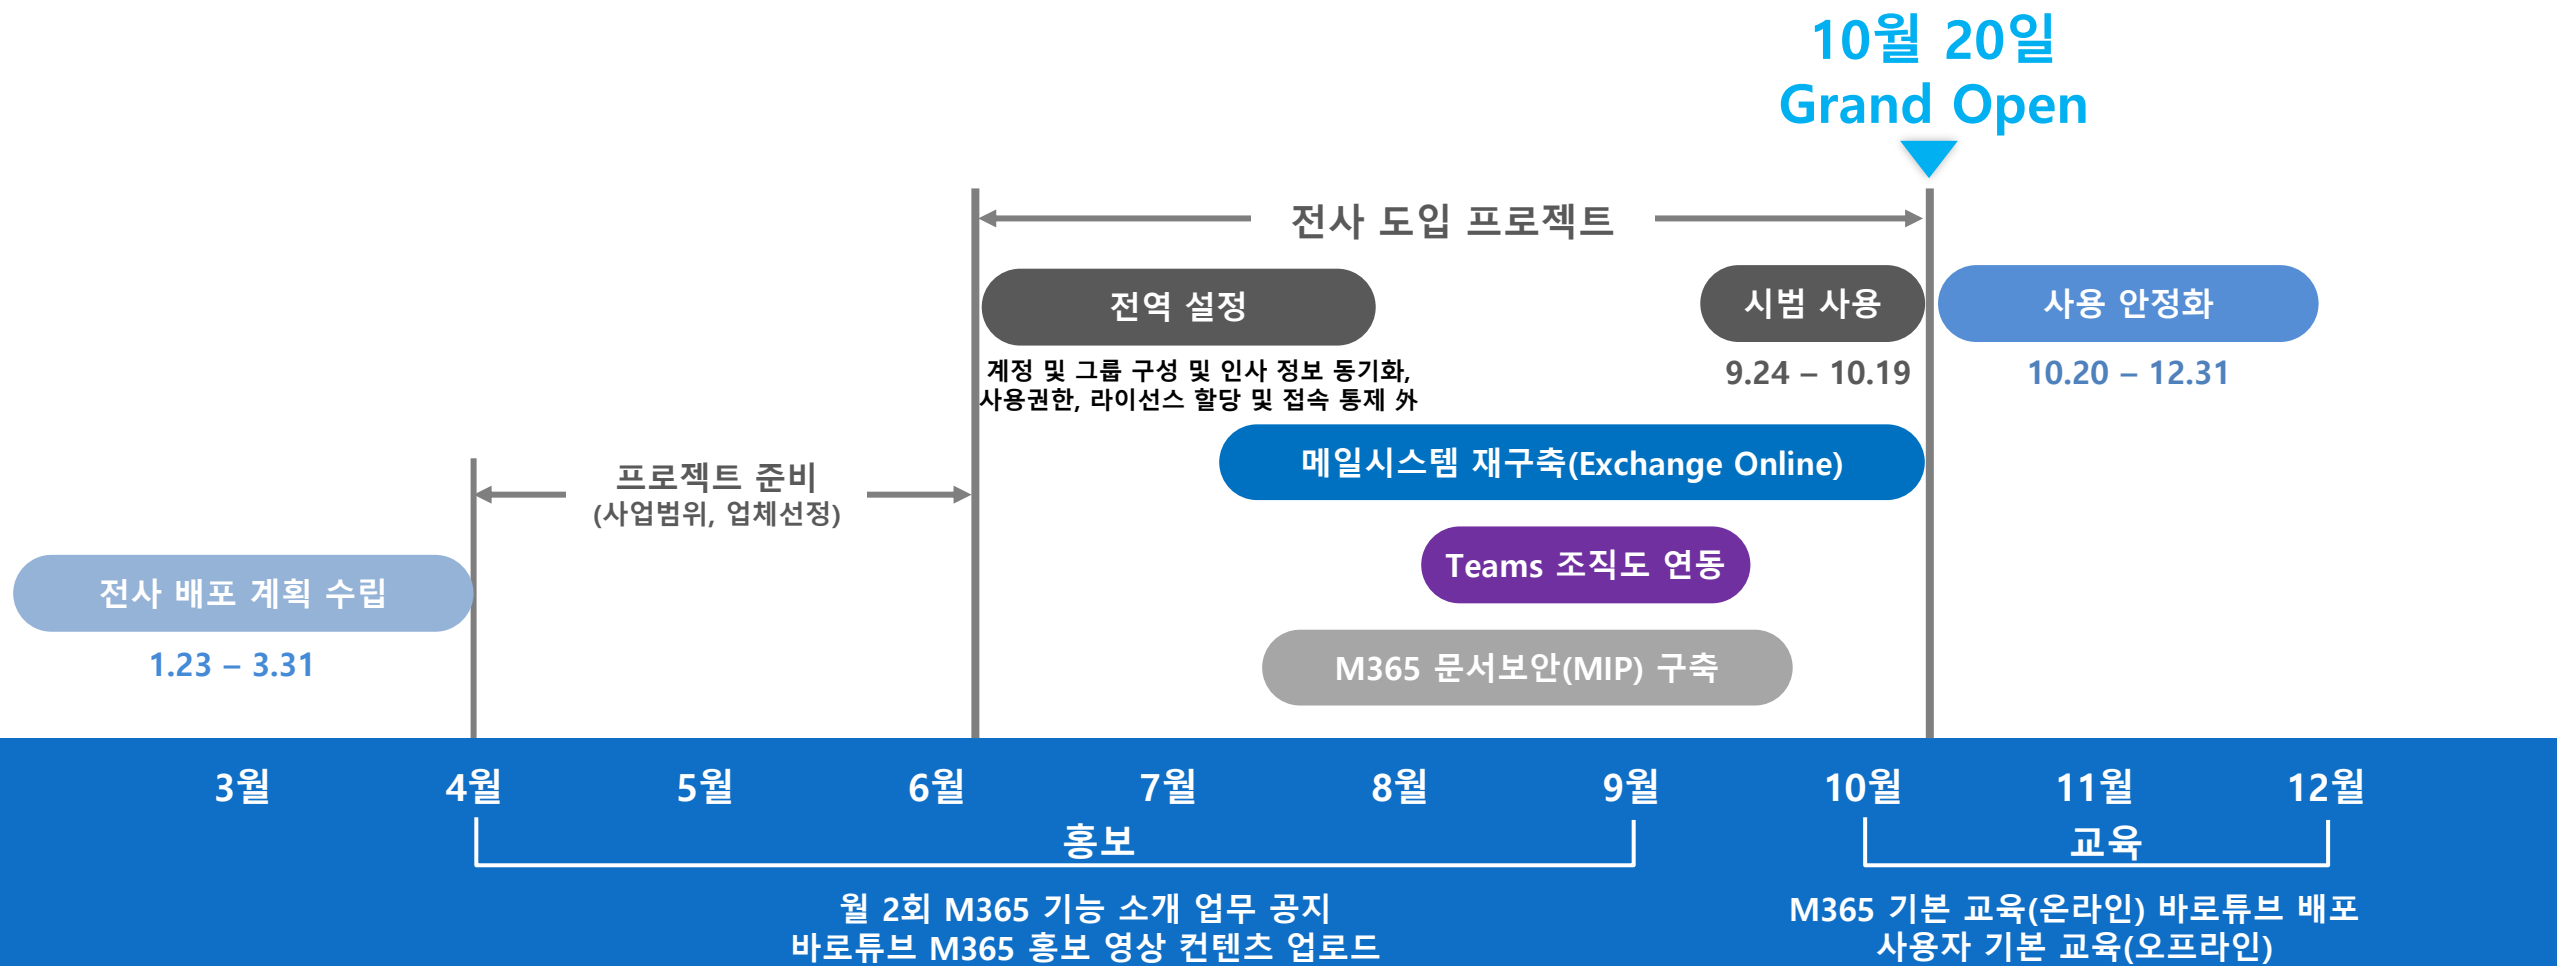 10월 20일
Grand Open
전사 도입 프로젝트
전역 설정
시범 사용
사용 안정화
계정 및 그룹 구성 및 인사 정보 동기화,
사용권한, 라이선스 할당 및 접속 통제 外
9.24 – 10.19
10.20 – 12.31
메일시스템 재구축(Exchange Online)
프로젝트 준비
(사업범위, 업체선정)
Teams 조직도 연동
전사 배포 계획 수립
1.23 – 3.31
M365 문서보안(MIP) 구축
3월
4월
5월
6월
7월
8월
9월
10월
11월
12월
홍보
교육
월 2회 M365 기능 소개 업무 공지
바로튜브 M365 홍보 영상 컨텐츠 업로드
M365 기본 교육(온라인) 바로튜브 배포
사용자 기본 교육(오프라인)